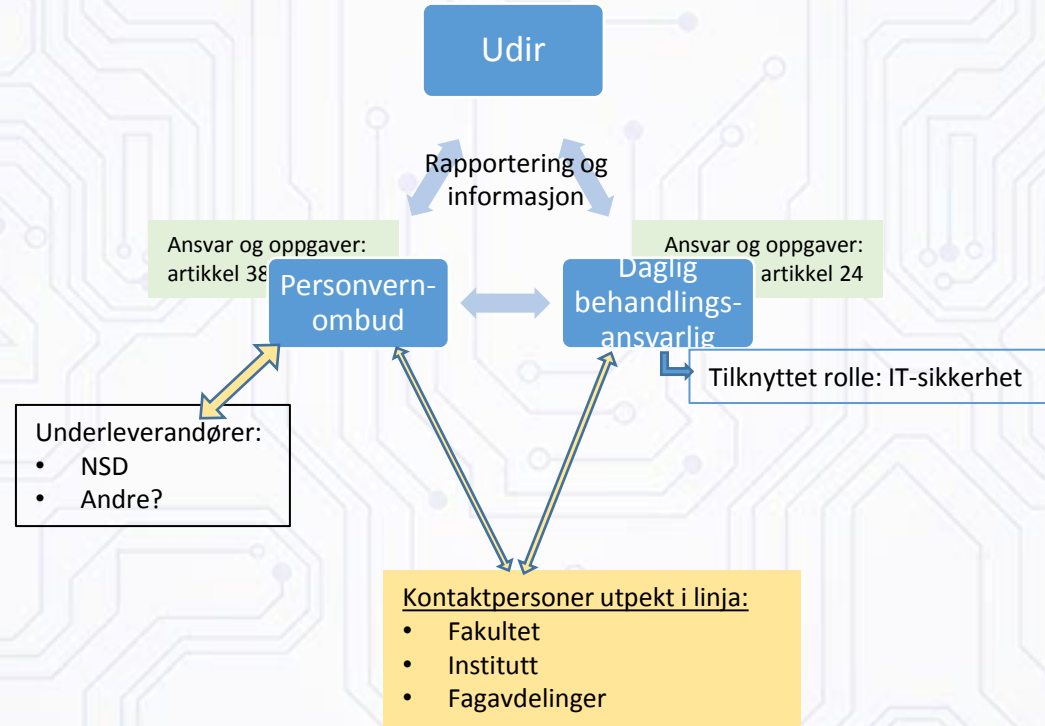 Udir
Rapportering og
informasjon
Ansvar og oppgaver:
artikkel 38
Personvern-
ombud
Ansvar og oppgaver:
artikkel 24
Daglig
behandlings-
ansvarlig
Tilknyttet rolle: IT-sikkerhet
Underleverandører:
• NSD
• Andre?
Kontaktpersoner utpekt i linja:
• Fakultet
• Institutt
• Fagavdelinger